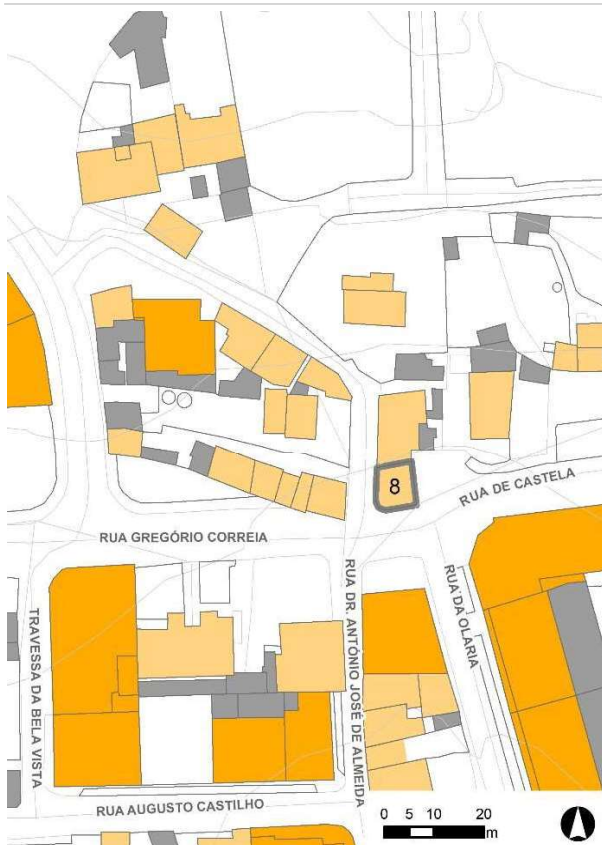 8
RUA DE CASTELA
RUA GREGÓRIO CORREIA
RUA DR. ANTÓNIO JOSÉ DE ALMEIDA
RUA DA OLARIA
TRAVESSA DA BELA VISTA
RUA AUGUSTO CASTILHO
0 5 10 20
m